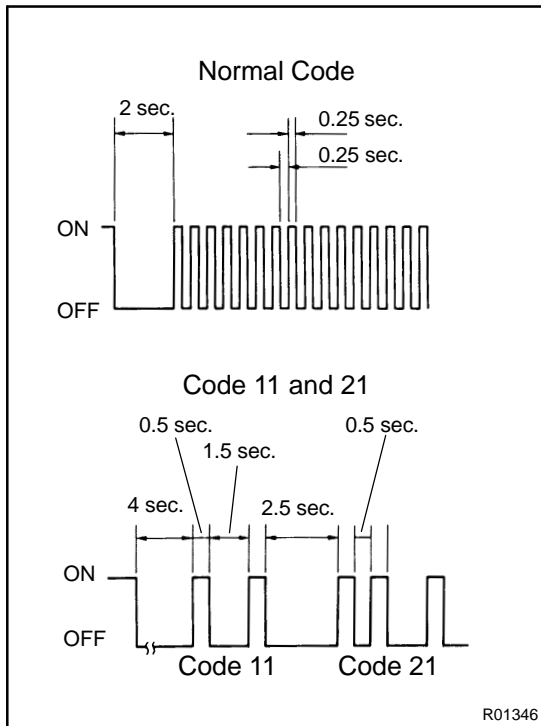 Normal Code
2 sec.
0.25 sec.
0.25 sec.
ON
OFF
Code 11 and 21
0.5 sec.
0.5 sec.
1.5 sec.
4 sec.
2.5 sec.
ON
OFF
Code 11
Code 21
R01346